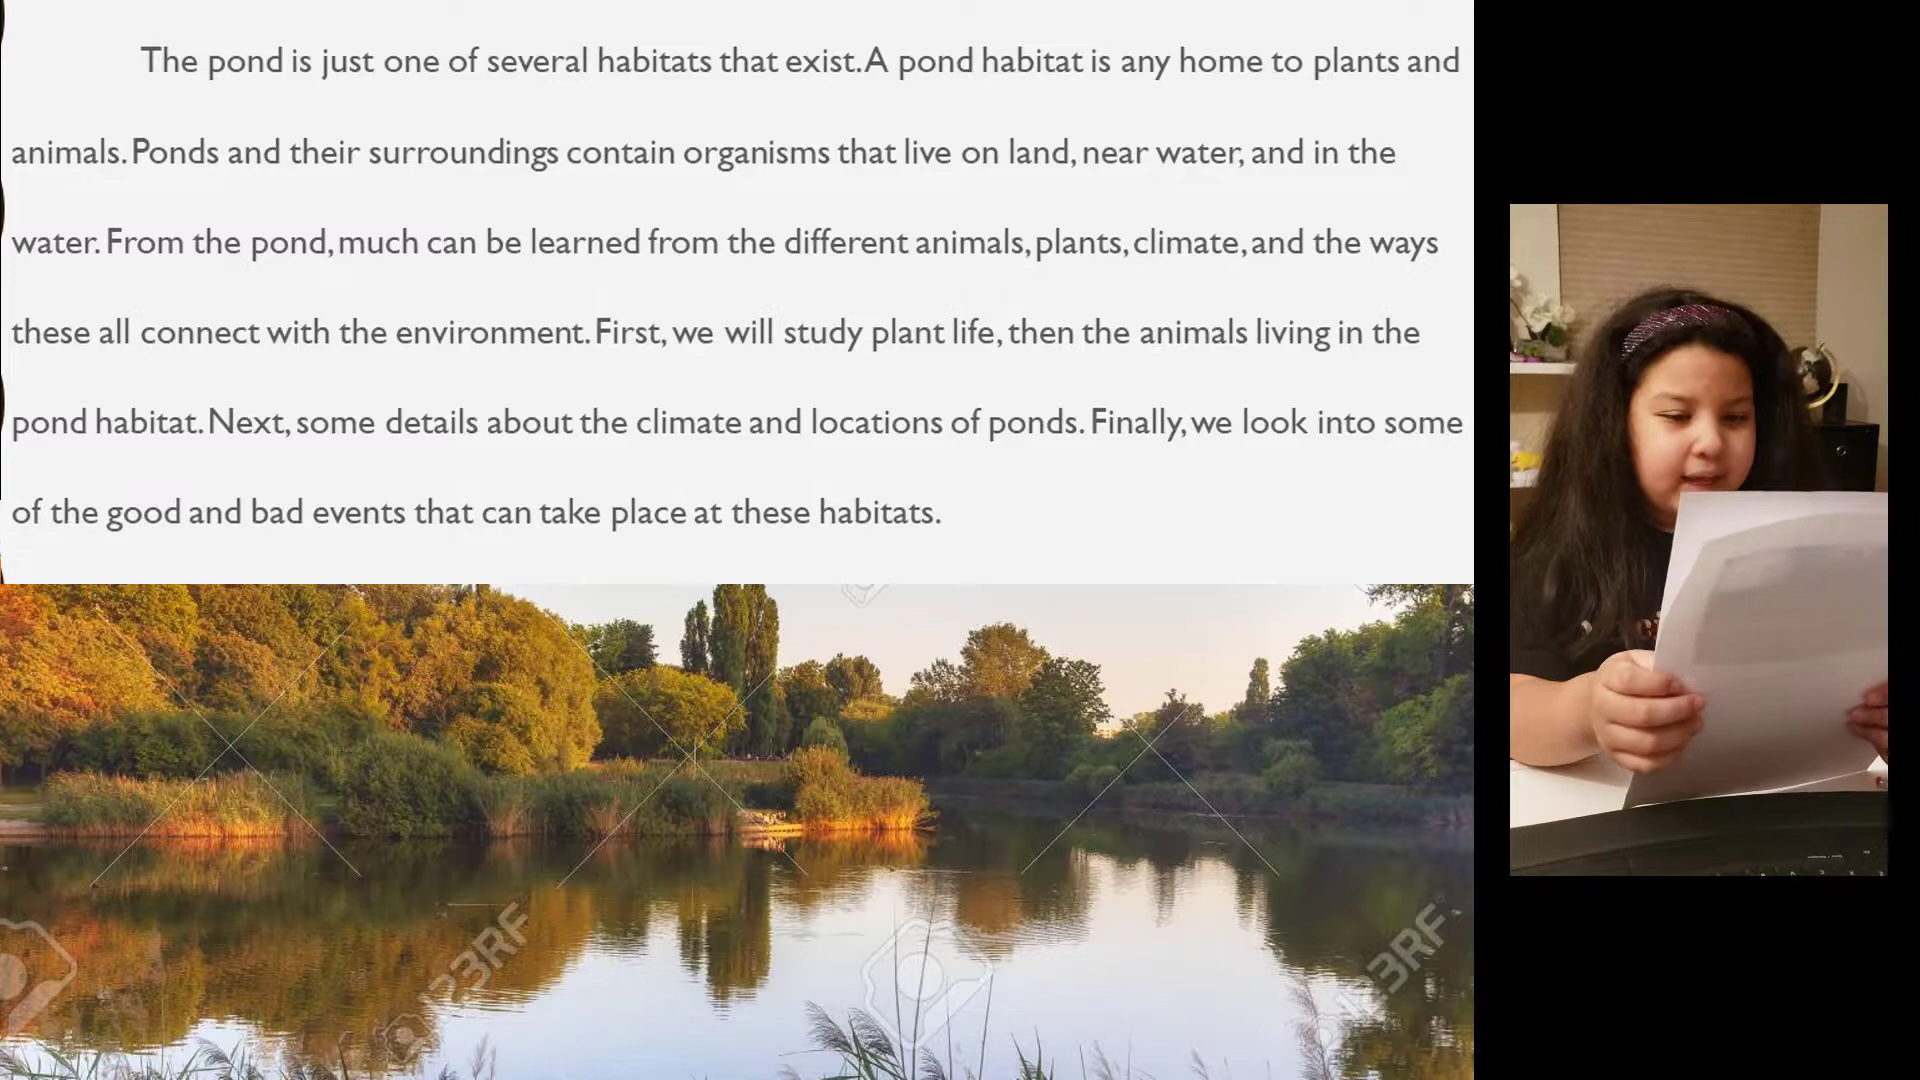 The pond is just one of several habitats that exist. A pond habitat is any home to plants and
animals. Ponds and their surroundings contain organisms that live on land, near water, and in the
water. From the pond, much can be learned from the different animals, plants, climate, and the ways
these all connect with the environment. First, we will study plant life, then the animals living in the
pond habitat. Next, some details about the climate and locations of ponds. Finally, we look into some
of the good and bad events that can take place at these habitats.
123RF
123RF